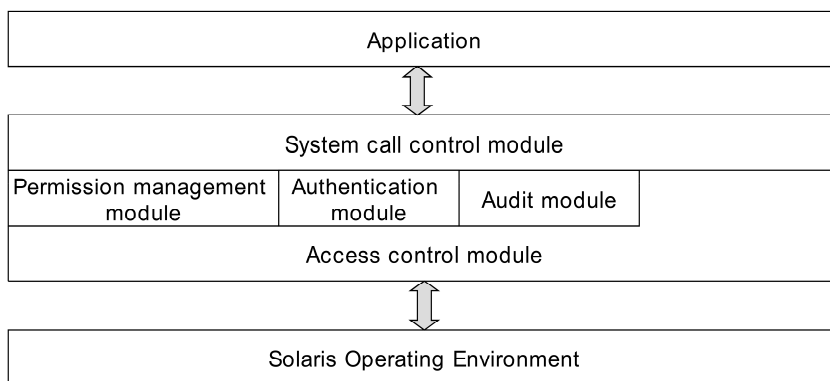 Application
System call control module
Permission management
module
Authentication
module
Audit module
Access control module
Solaris Operating Environment